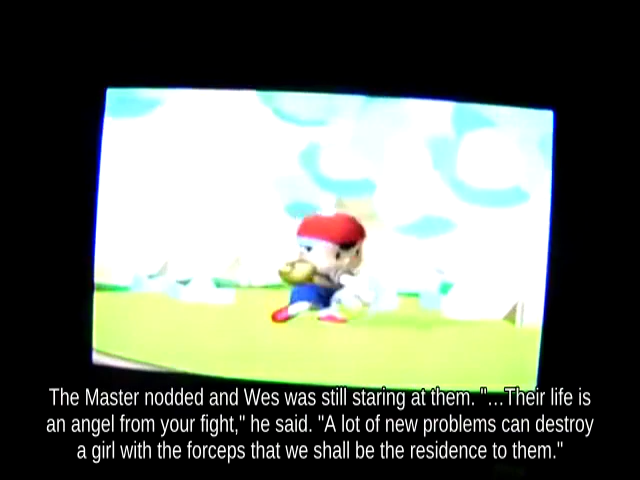 The Master nodded and Wes was still staring at them. "...Their life is
an angel from your fight," he said. "A lot of new problems can destroy
a girl with the forceps that we shall be the residence to them."